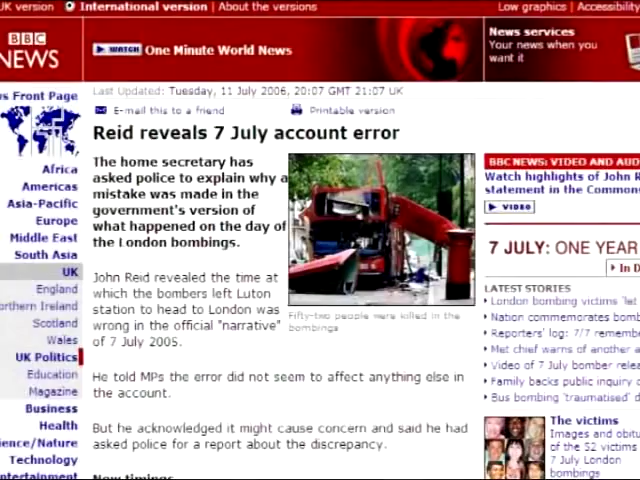 UK version International version | About the versions
Low graphics | Accessibility
BBC
NEWS
WATCH One Minute World News
News services
Your news when you
want it
Last Updated: Tuesday, 11 July 2006, 20:07 GMT 21:07 UK
E-mail this to a friend
Printable version
Reid reveals 7 July account error
The home secretary has
asked police to explain why a
mistake was made in the
government's version of
what happened on the day of
the London bombings.
John Reid revealed the time at
which the bombers left Luton
station to head to London was
wrong in the official "narrative"
of 7 July 2005.
He told MPs the error did not seem to affect anything else in
the account.
But he acknowledged it might cause concern and said he had
asked police for a report about the discrepancy.
New timings
Fifty-two people were killed in the
bombings
ws Front Page
Africa
Americas
Asia-Pacific
Europe
Middle East
South Asia
UK
England
orthern Ireland
Scotland
Wales
UK Politics
Education
Magazine
Business
Health
ience/Nature
Technology
ntertainment
BBC NEWS: VIDEO AND AUD
Watch highlights of John R
statement in the Common
VIDEO
7 JULY: ONE YEAR
In D
LATEST STORIES
London bombing victims 'let
Nation commemorates bomb
Reporters' log: 7/7 rememb
Met chief warns of another a
Video of 7 July bomber relea
Family backs public inquiry c
Bus bombing 'traumatised' d
The victims
Images and obitu
of the 52 victims
7 July London
bombings